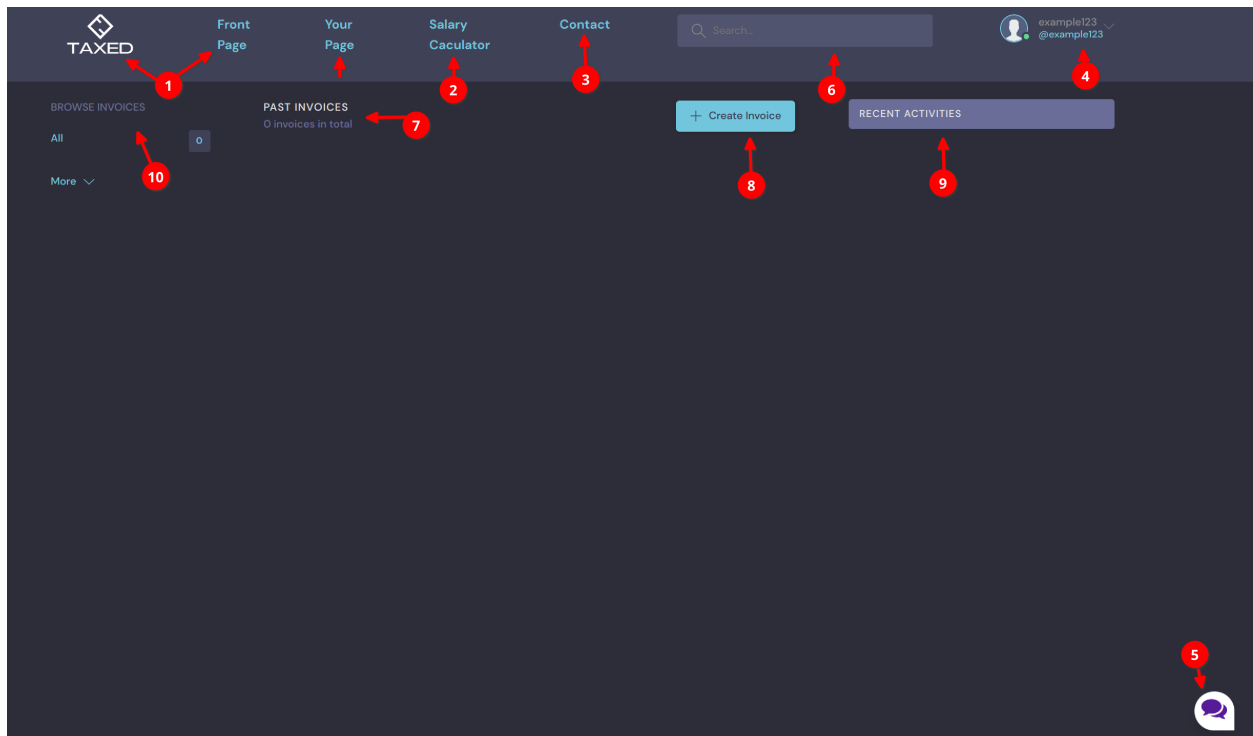 TAXED
Front
Page
Your
Page
Salary
Caculator
Contact
Search..
example123
@example123
1
2
3
6
4
BROWSE INVOICES
All
0
More
10
PAST INVOICES
0 invoices in total
7
+ Create Invoice
8
RECENT ACTIVITIES
9
5